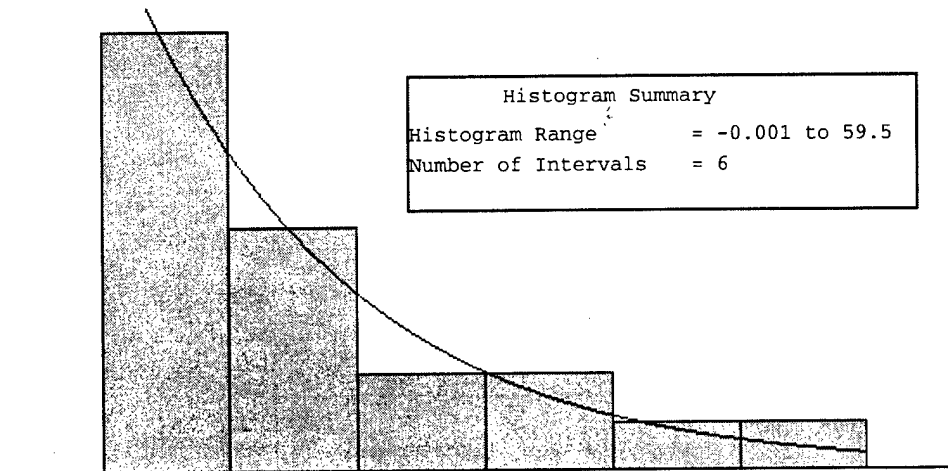 Histogram Summary
Histogram Range = -0.001 to 59.5
Number of Intervals = 6